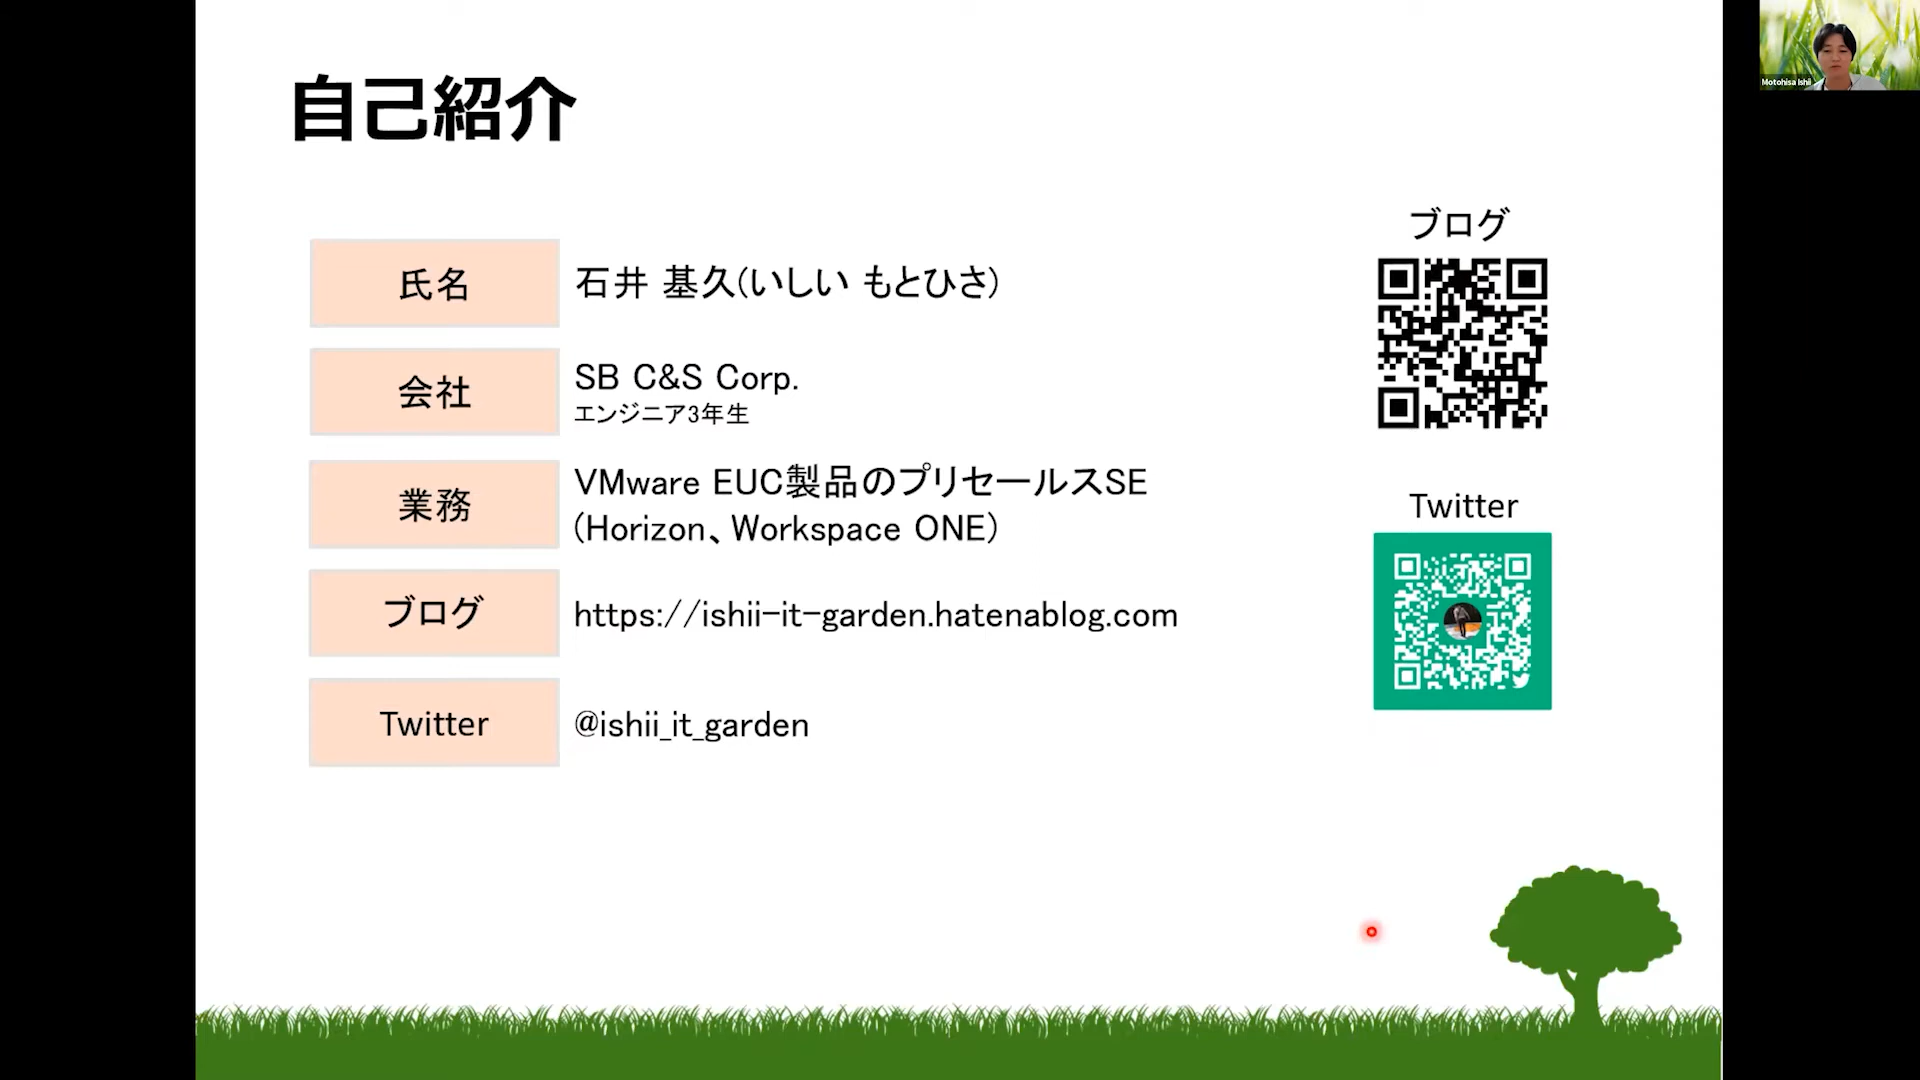 自己紹介
氏名
石井 基久(いしい もとひさ)
会社
SB C&S Corp.
エンジニア3年生
業務
VMware EUC製品のプリセールスSE
(Horizon、Workspace ONE)
ブログ
https://ishii-it-garden.hatenablog.com
Twitter
@ishii_it_garden
ブログ
Twitter
Motohisa Ishii